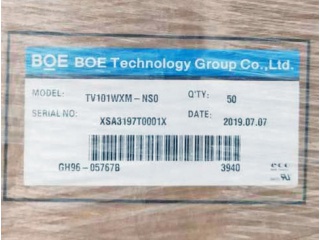 BOE BOE Technology Group Co.,Ltd.
MODEL: TV101WXM-NS0 Q'TY: 50
SERIAL NO: XSA3197T0001X DATE: 2019.07.07
GH96-05767B 3940